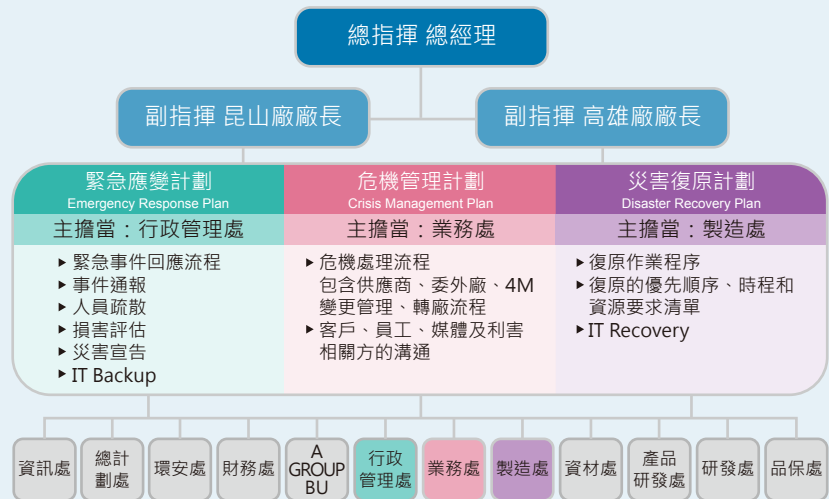 總指揮 總經理
副指揮 昆山廠廠長
副指揮 高雄廠廠長
緊急應變計劃
Emergency Response Plan
主擔當：行政管理處
▶ 緊急事件回應流程
▶ 事件通報
▶ 人員疏散
▶ 損害評估
▶ 災害宣告
▶ IT Backup
危機管理計劃
Crisis Management Plan
主擔當：業務處
▶ 危機處理流程
包含供應商、委外廠、4M
變更管理、轉廠流程
▶ 客戶、員工、媒體及利害
相關方的溝通
災害復原計劃
Disaster Recovery Plan
主擔當：製造處
▶ 復原作業程序
▶ 復原的優先順序、時程和
資源要求清單
▶ IT Recovery
資訊處
總計
劃處
環安處
財務處
A
GROUP
BU
行政
管理處
業務處
製造處
資材處
產品
研發處
研發處
品保處